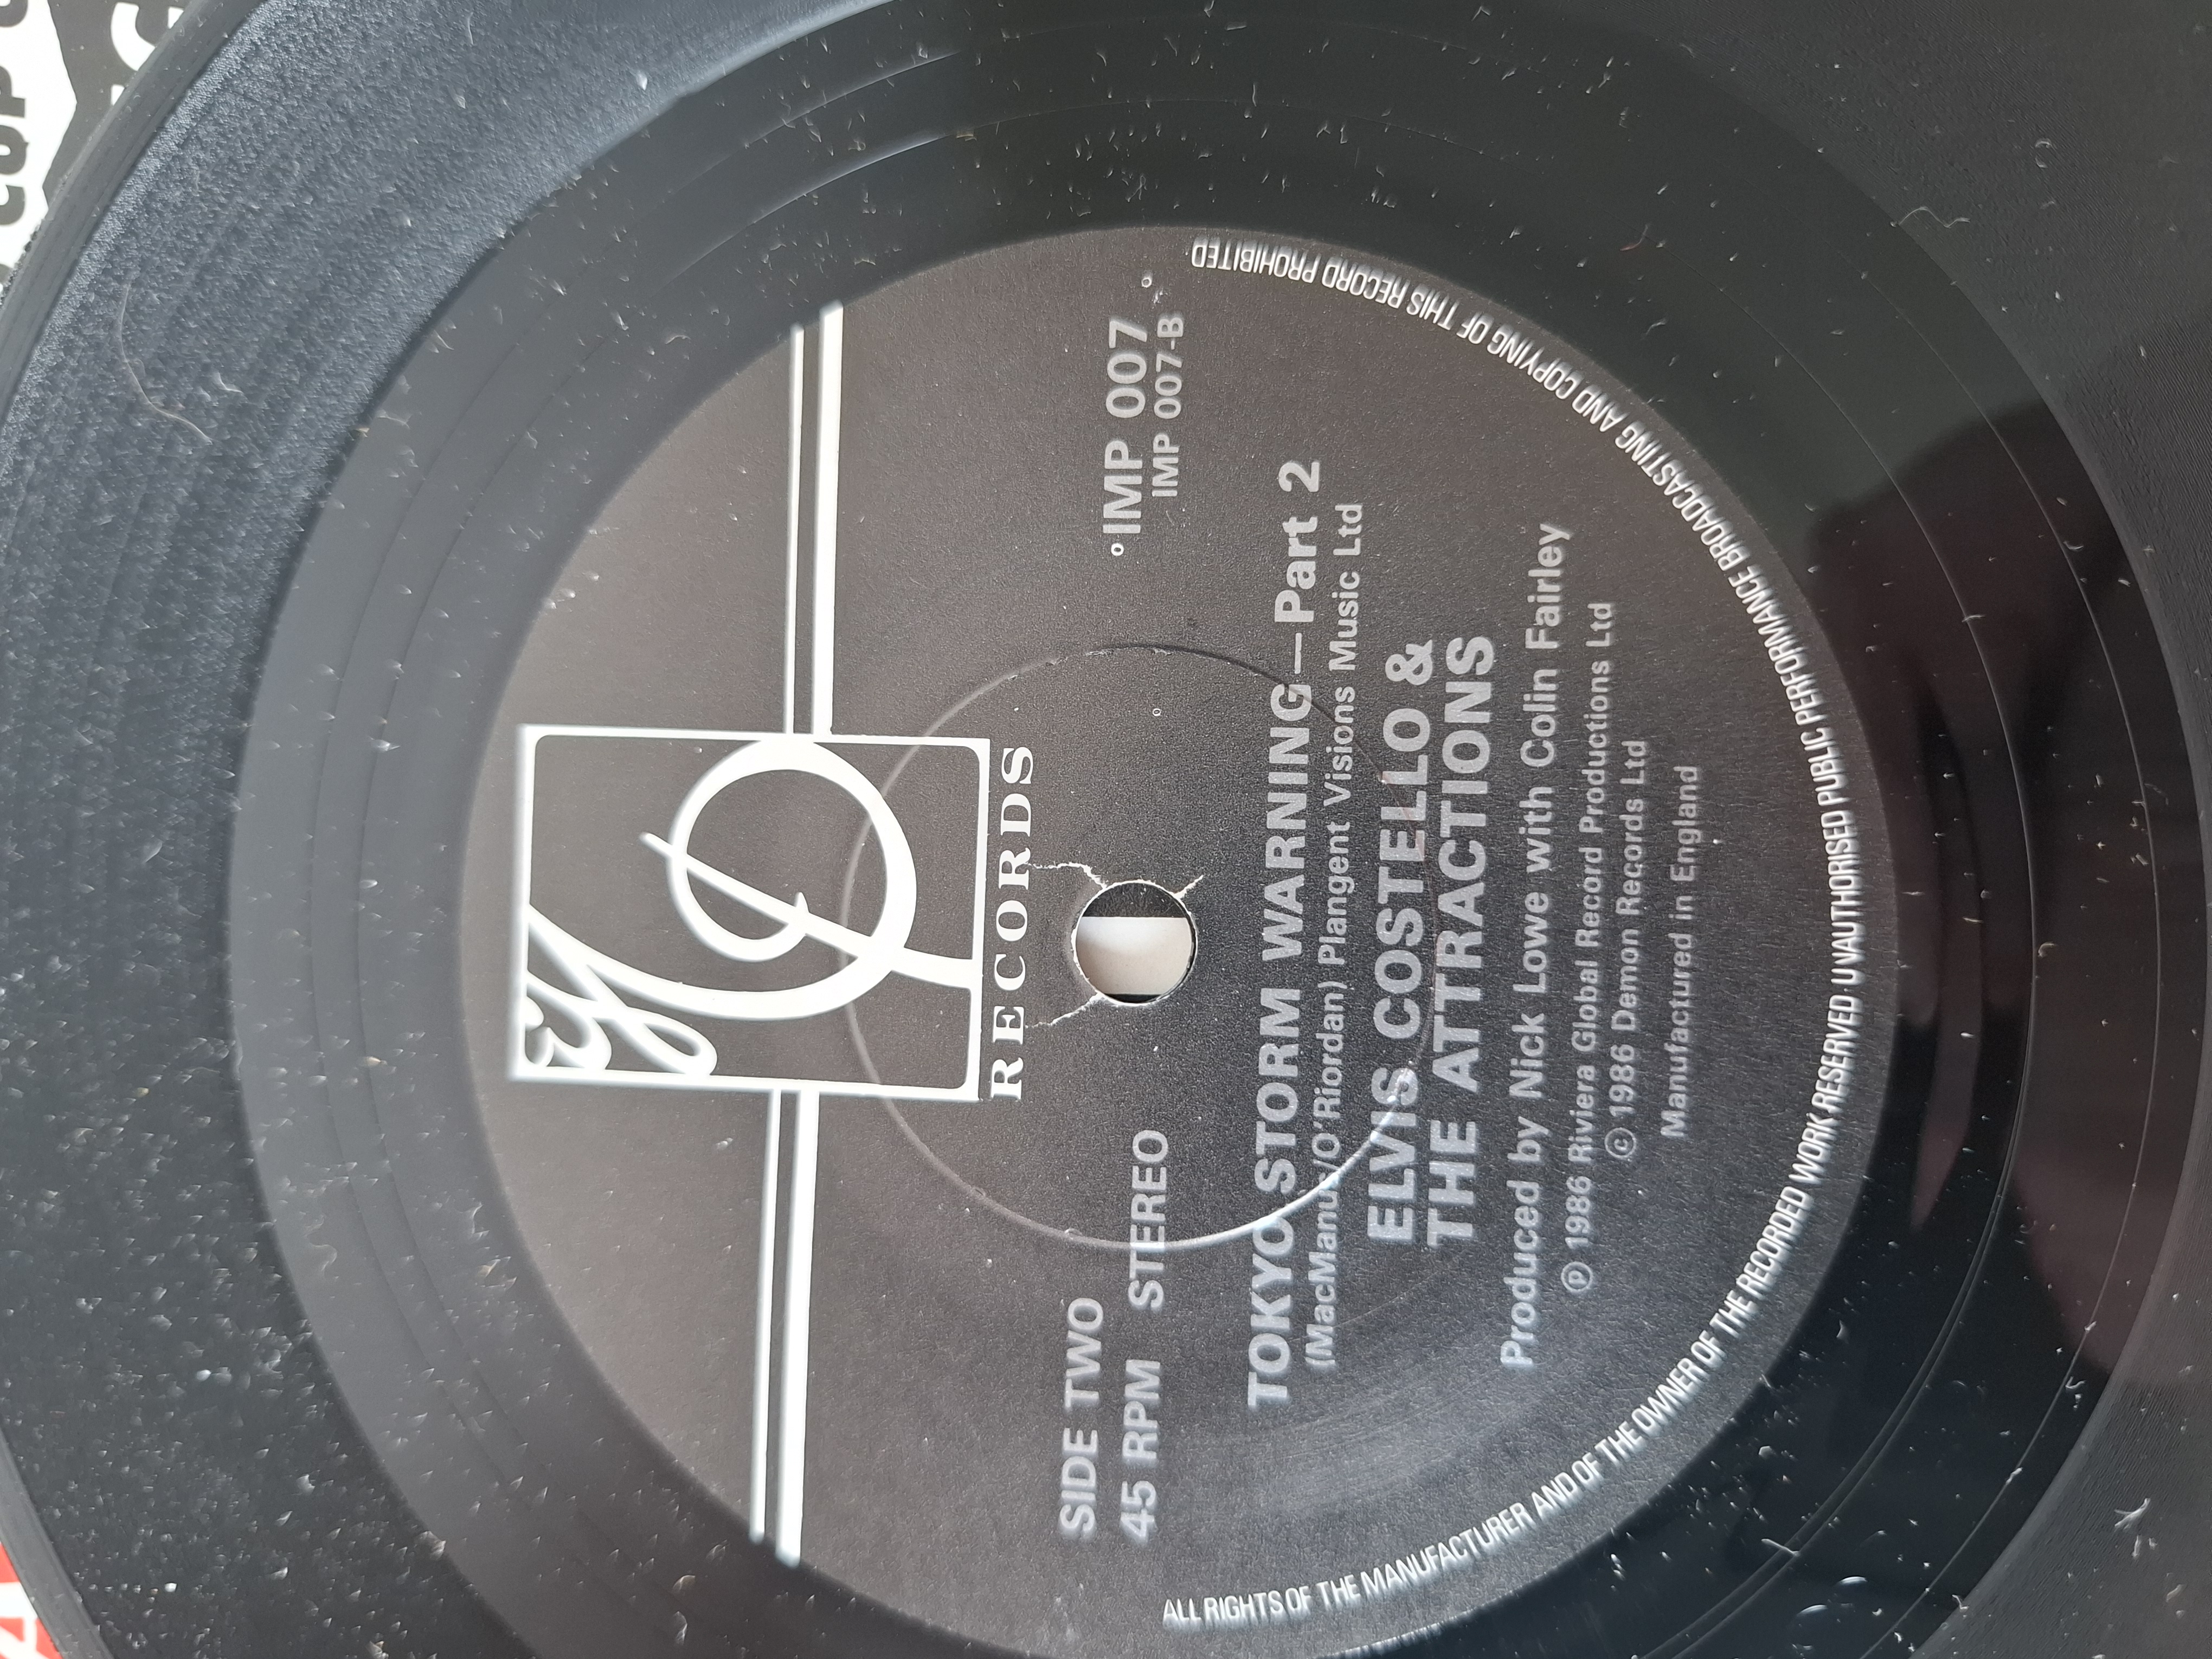 RECORDS
SIDE TWO
45 RPM STEREO
IMP 007
IMP 007-B
TOKYO STORM WARNING—Part 2
(MacManus/O'Riordan) Plangent Visions Music Ltd
ELVIS COSTELLO &
THE ATTRACTIONS
Produced by Nick Lowe with Colin Fairley
℗ 1986 Riviera Global Record Productions Ltd
© 1986 Demon Records Ltd
Manufactured in England
ALL RIGHTS OF THE MANUFACTURER AND OF THE OWNER OF THE RECORDED WORK RESERVED UNAUTHORISED PUBLIC PERFORMANCE BROADCASTING AND COPYING OF THIS RECORD PROHIBITED
CUP